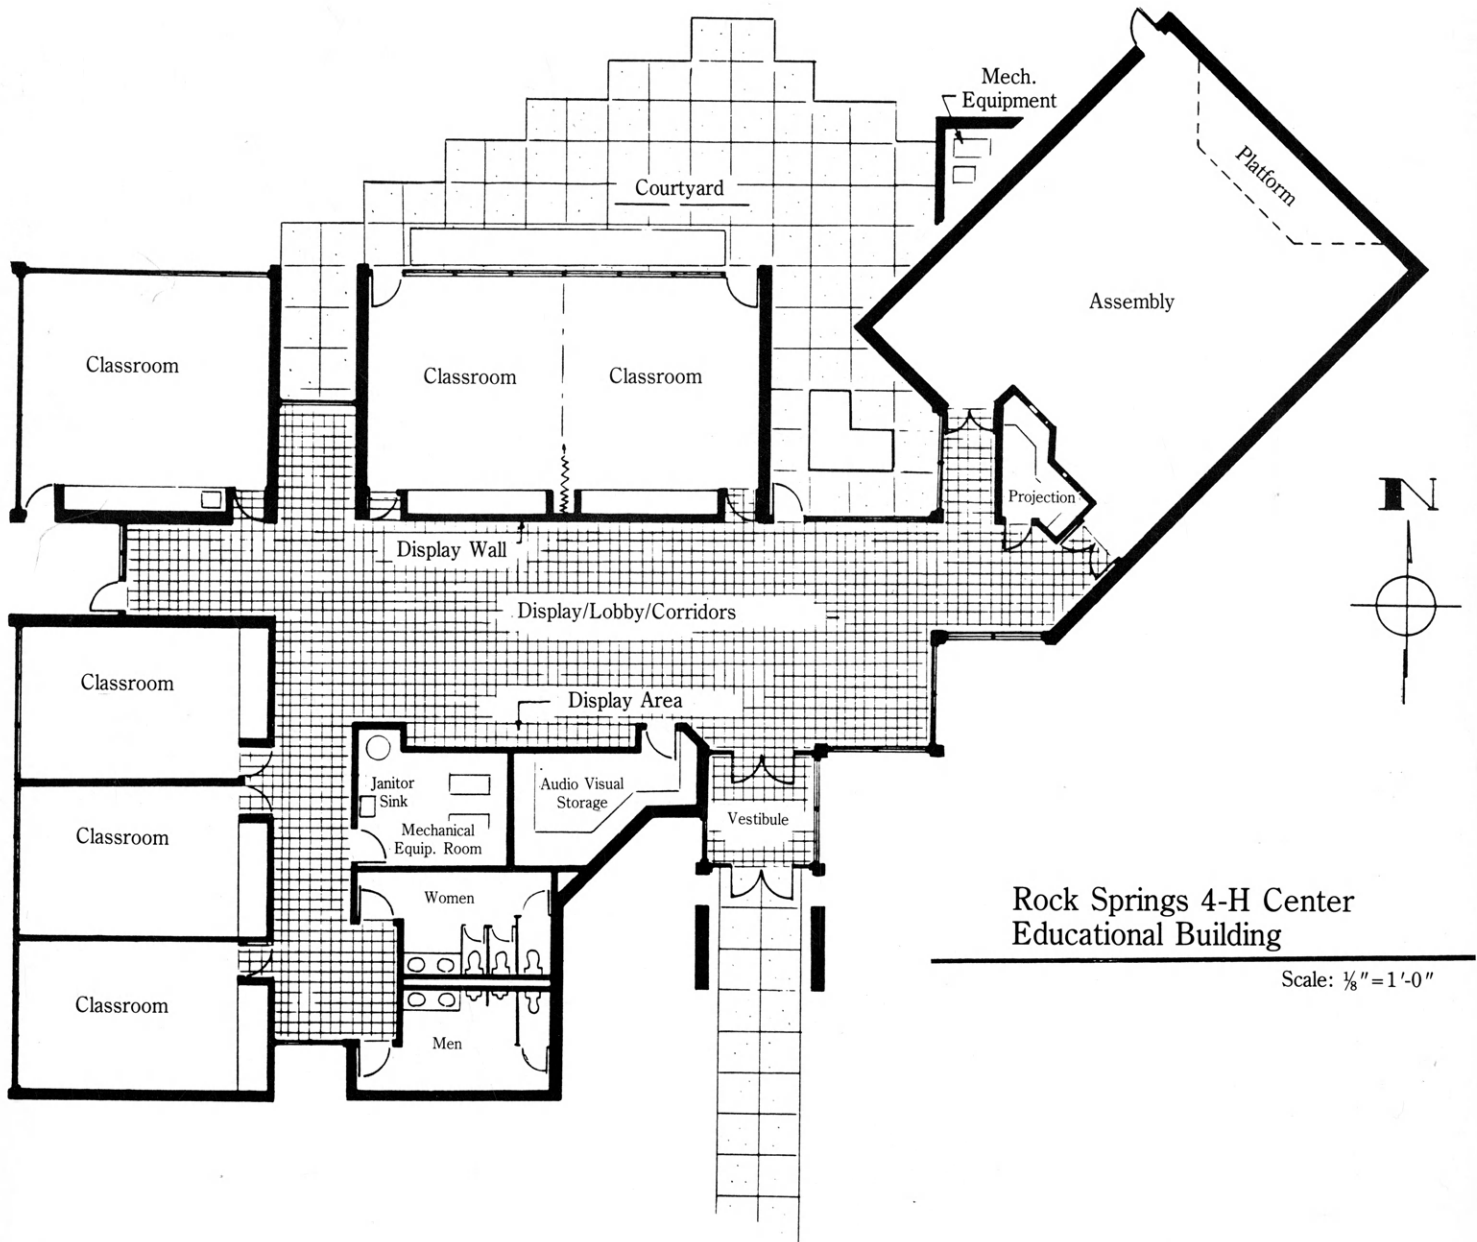 Mech.
Equipment
Courtyard
Platform
Assembly
Classroom
Classroom
Classroom
Projection
N
Display Wall
Display/Lobby/Corridors
Classroom
Display Area
Janitor
Sink
Audio Visual
Storage
Mechanical
Equip. Room
Vestibule
Classroom
Women
Rock Springs 4-H Center
Educational Building
Scale: ⅛"=1'-0"
Classroom
Men